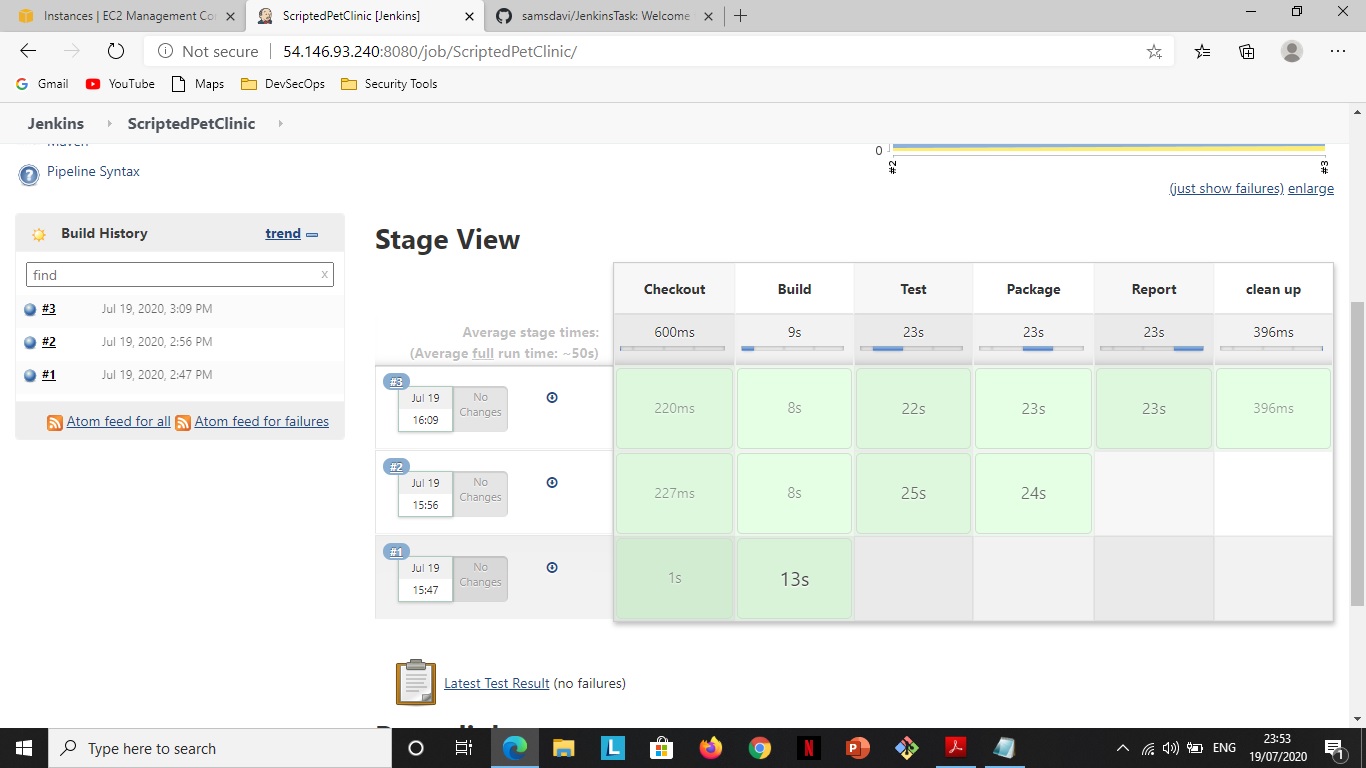 Instances | EC2 Management Co
ScriptedPetClinic [Jenkins]
samsdavi/JenkinsTask: Welcome
Not secure
54.146.93.240:8080/job/ScriptedPetClinic/
Gmail
YouTube
Maps
DevSecOps
Security Tools
Jenkins
ScriptedPetClinic
Maven
Pipeline Syntax
0
#2
#3
(just show failures) enlarge
Build History
trend
find
x
#3 Jul 19, 2020, 3:09 PM
#2 Jul 19, 2020, 2:56 PM
#1 Jul 19, 2020, 2:47 PM
Atom feed for all Atom feed for failures
Stage View
Checkout Build Test Package Report clean up
Average stage times:
(Average full run time: ~50s)
600ms 9s 23s 23s 23s 396ms
#3
Jul 19
16:09
No
Changes
220ms 8s 22s 23s 23s 396ms
#2
Jul 19
15:56
No
Changes
227ms 8s 25s 24s
#1
Jul 19
15:47
No
Changes
1s 13s
Latest Test Result (no failures)
Type here to search
ENG
23:53
19/07/2020
1